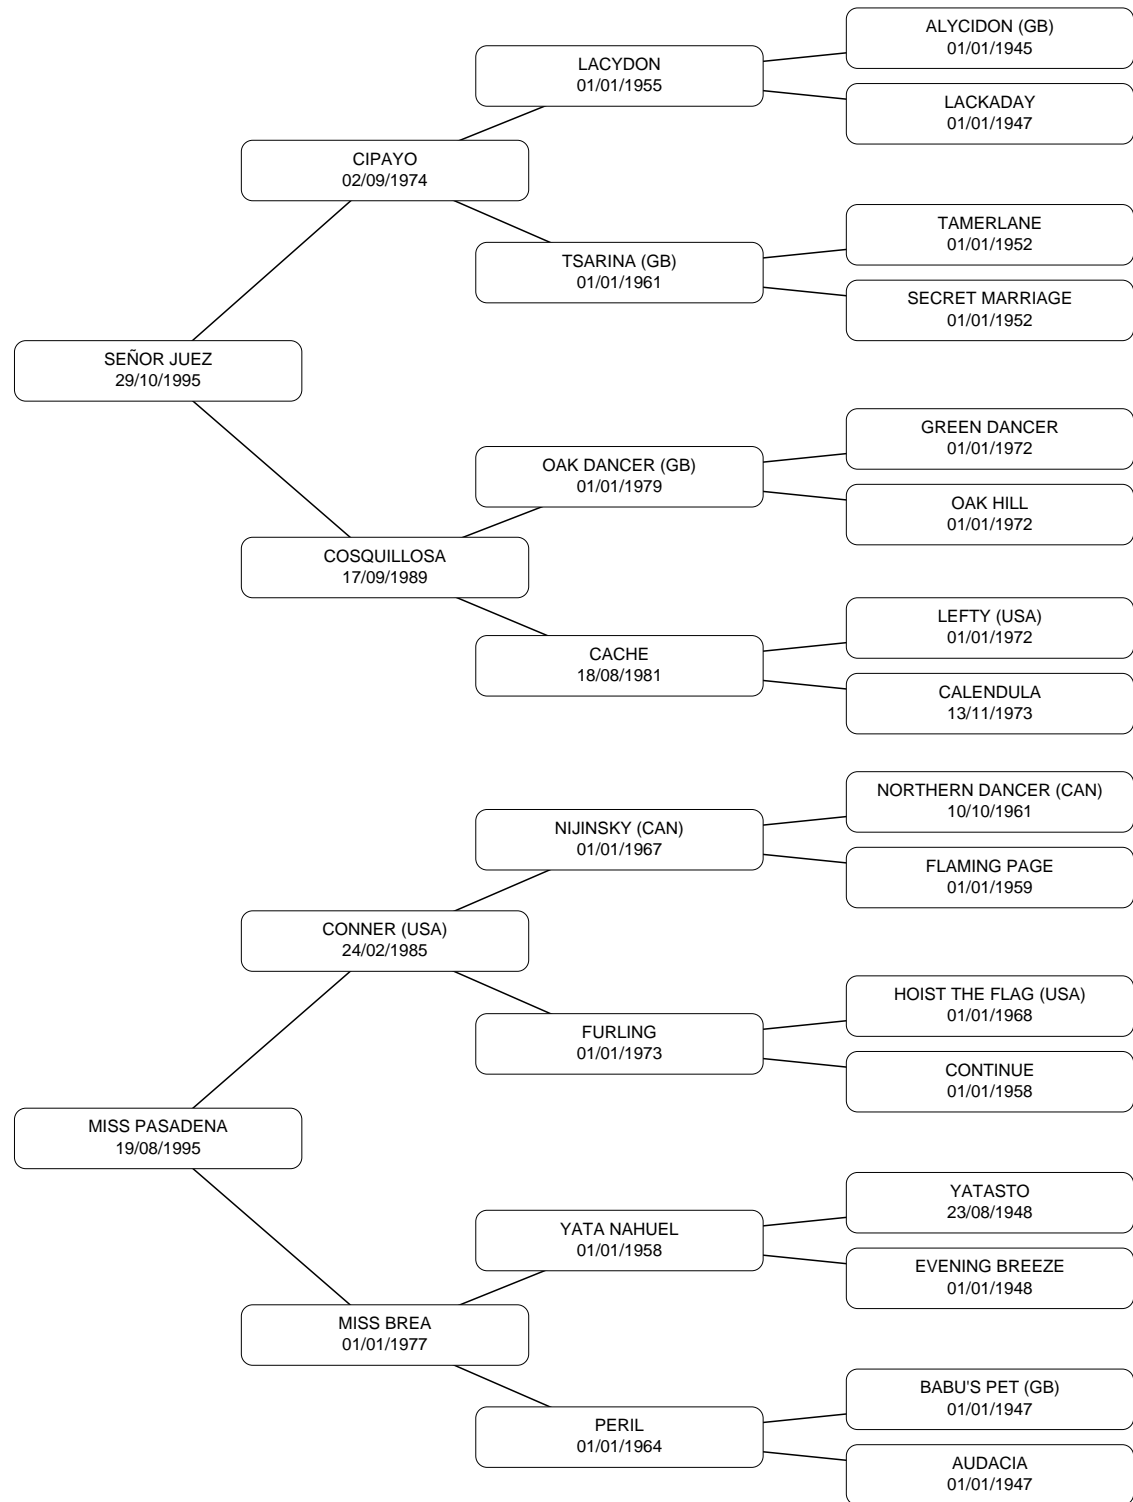 ALYCIDON (GB)
01/01/1945
LACYDON
01/01/1955
LACKADAY
01/01/1947
CIPAYO
02/09/1974
TAMERLANE
01/01/1952
TSARINA (GB)
01/01/1961
SECRET MARRIAGE
01/01/1952
SEÑOR JUEZ
29/10/1995
GREEN DANCER
01/01/1972
OAK DANCER (GB)
01/01/1979
OAK HILL
01/01/1972
COSQUILLOSA
17/09/1989
LEFTY (USA)
01/01/1972
CACHE
18/08/1981
CALENDULA
13/11/1973
NORTHERN DANCER (CAN)
10/10/1961
NIJINSKY (CAN)
01/01/1967
FLAMING PAGE
01/01/1959
CONNER (USA)
24/02/1985
HOIST THE FLAG (USA)
01/01/1968
FURLING
01/01/1973
CONTINUE
01/01/1958
MISS PASADENA
19/08/1995
YATASTO
23/08/1948
YATA NAHUEL
01/01/1958
EVENING BREEZE
01/01/1948
MISS BREA
01/01/1977
BABU'S PET (GB)
01/01/1947
PERIL
01/01/1964
AUDACIA
01/01/1947